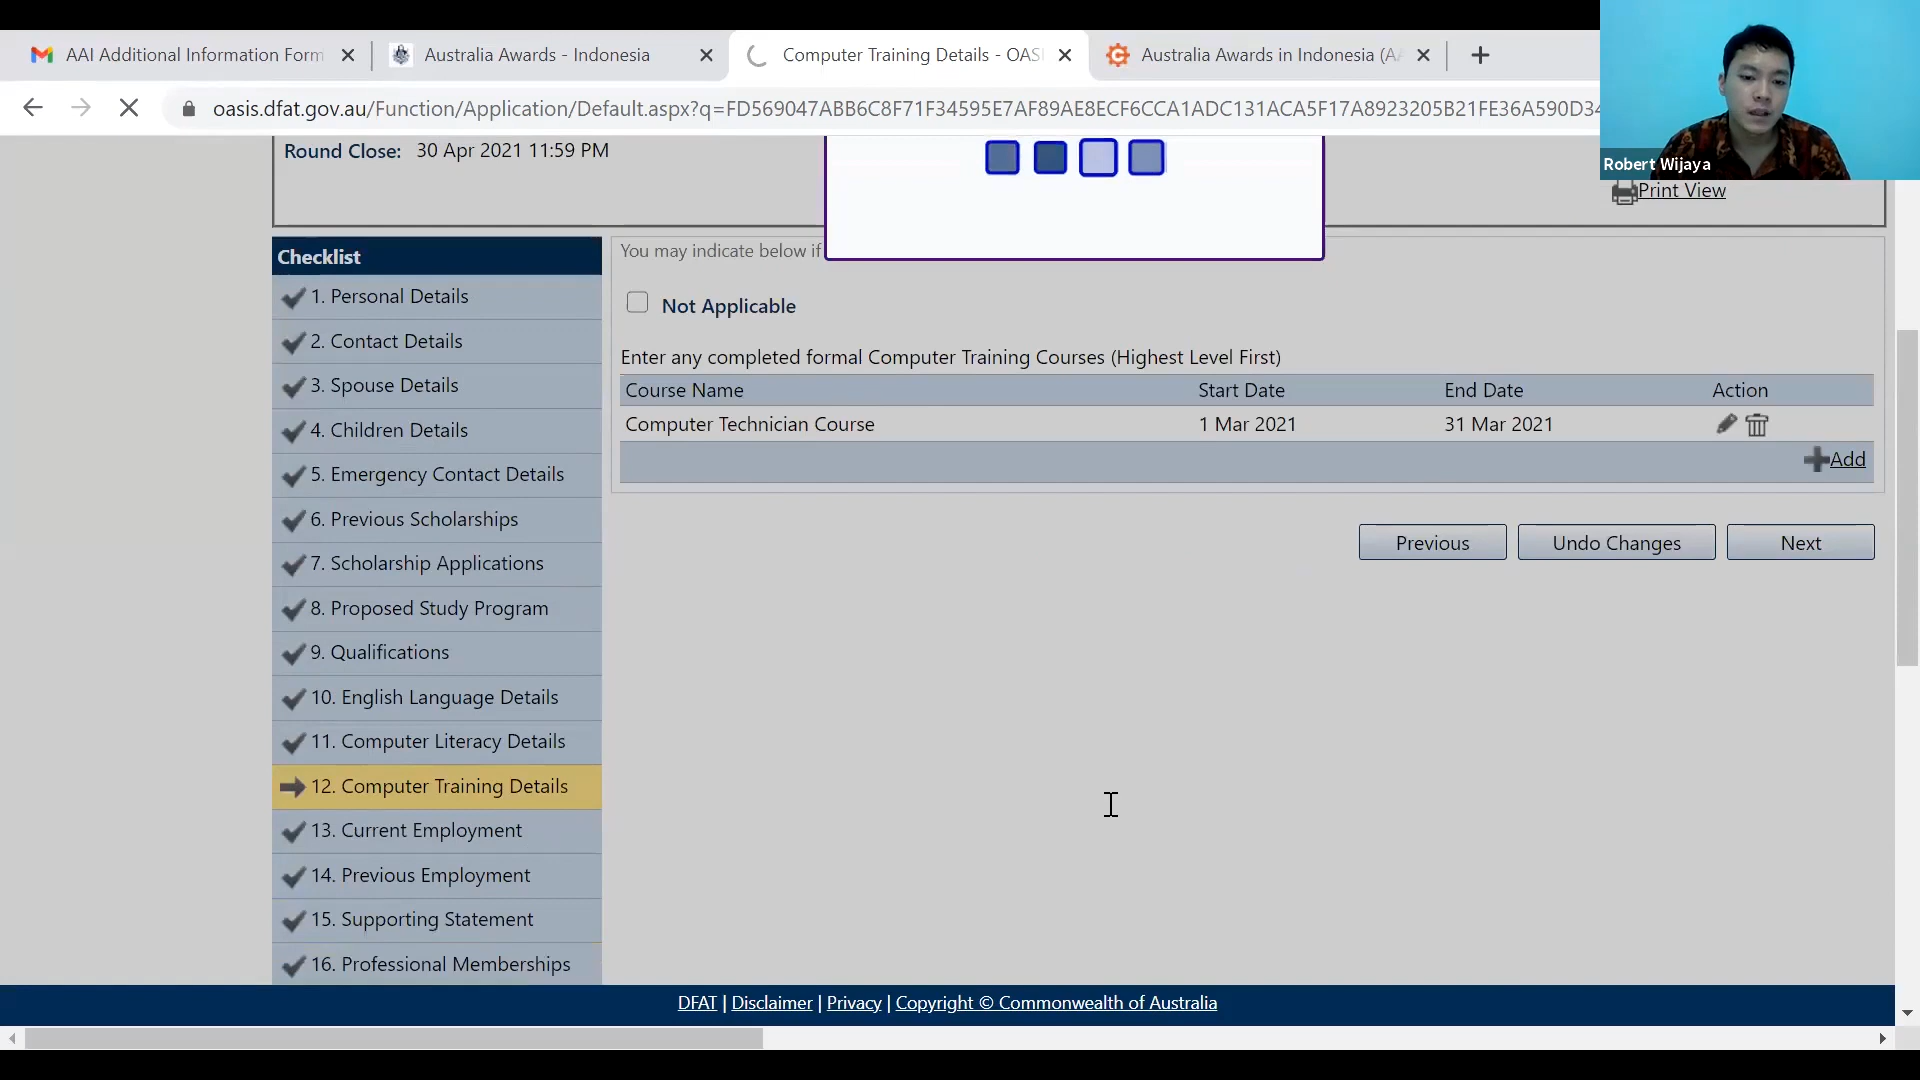 AAI Additional Information Form
Australia Awards - Indonesia
Computer Training Details - OASI
Australia Awards in Indonesia (AA
oasis.dfat.gov.au/Function/Application/Default.aspx?q=FD569047ABB6C8F71F34595E7AF89AE8ECF6CCA1ADC131ACA5F17A8923205B21FE36A590D34
Robert Wijaya
Round Close: 30 Apr 2021 11:59 PM
Print View
Checklist
1. Personal Details
2. Contact Details
3. Spouse Details
4. Children Details
5. Emergency Contact Details
6. Previous Scholarships
7. Scholarship Applications
8. Proposed Study Program
9. Qualifications
10. English Language Details
11. Computer Literacy Details
12. Computer Training Details
13. Current Employment
14. Previous Employment
15. Supporting Statement
16. Professional Memberships
You may indicate below if
Not Applicable
Enter any completed formal Computer Training Courses (Highest Level First)
Course Name Start Date End Date Action
Computer Technician Course 1 Mar 2021 31 Mar 2021
Add
Previous Undo Changes Next
DFAT | Disclaimer | Privacy | Copyright © Commonwealth of Australia